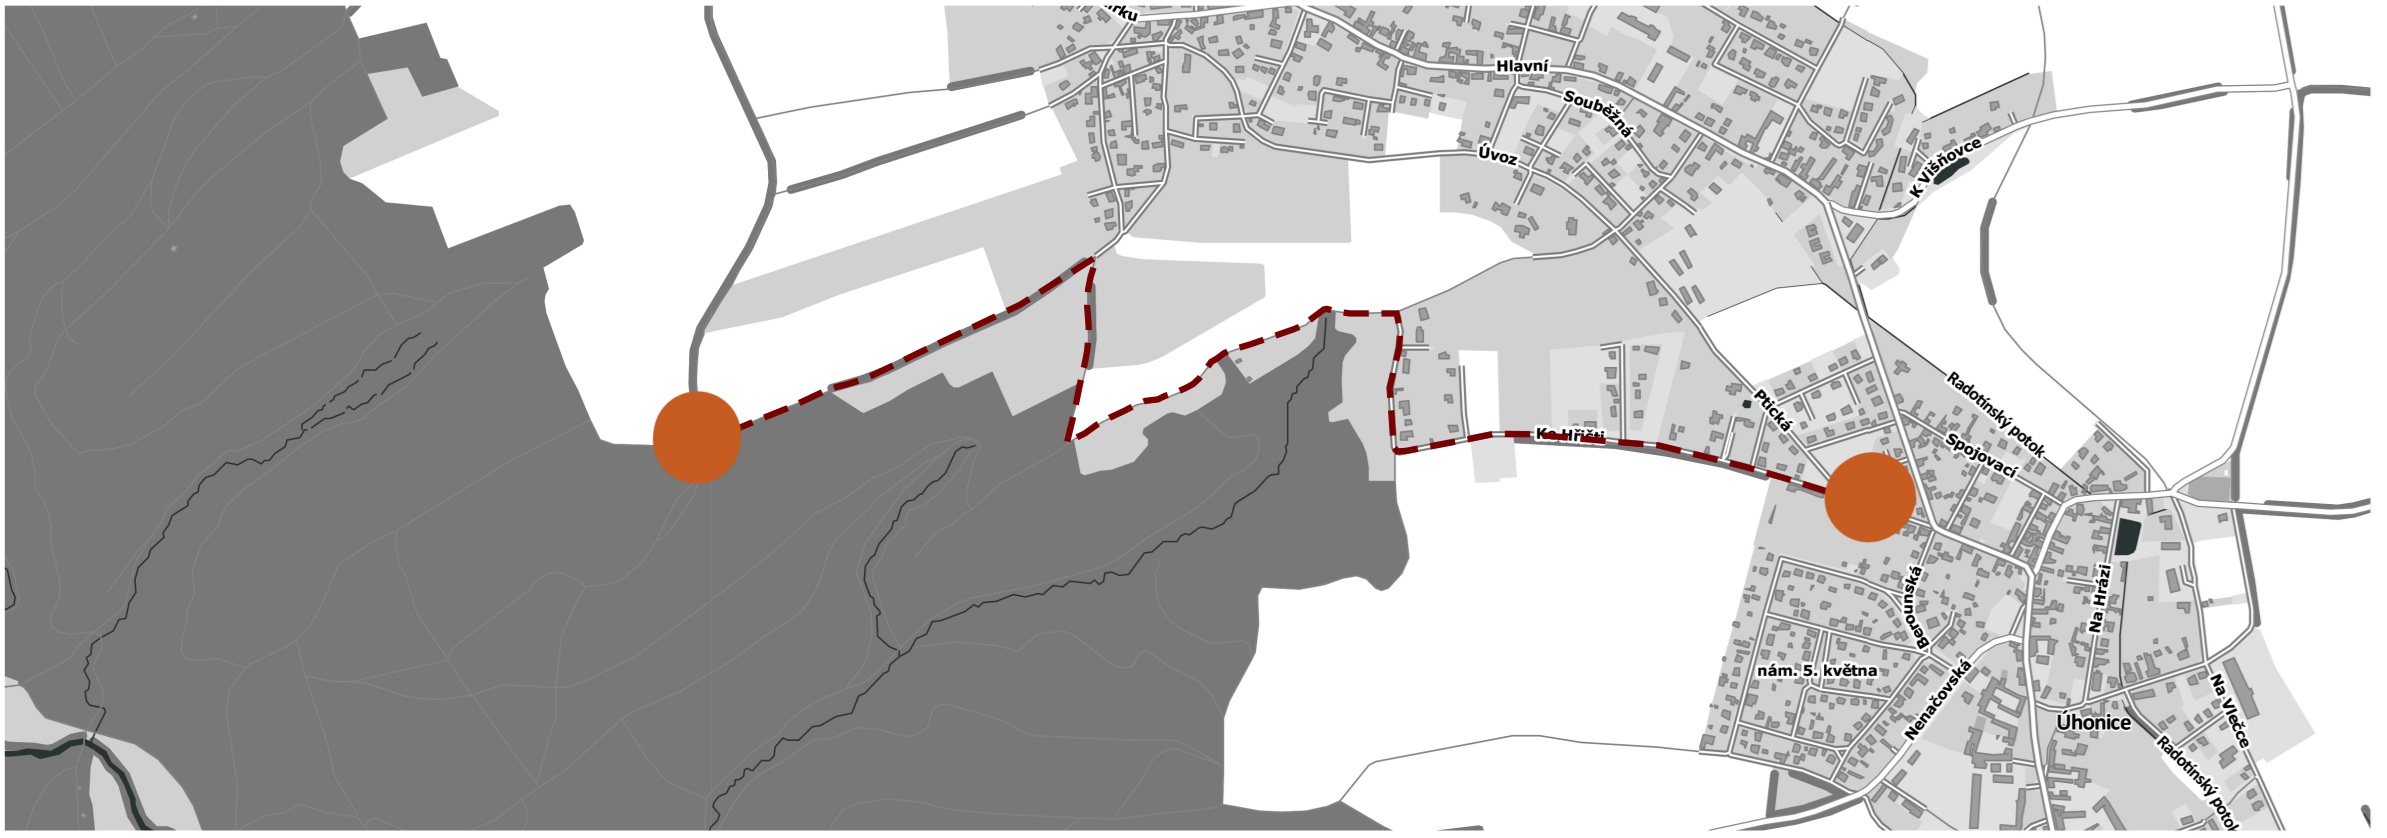 Hlavní
Souběžná
Úvoz
K Višňovce
Radotínský potok
Ptická
Spojovací
Ke Hřišti
Na Hrázi
Berounská
nám. 5. května
Nenačovská
Úhonice
Na Vlečce
Radotínský potok